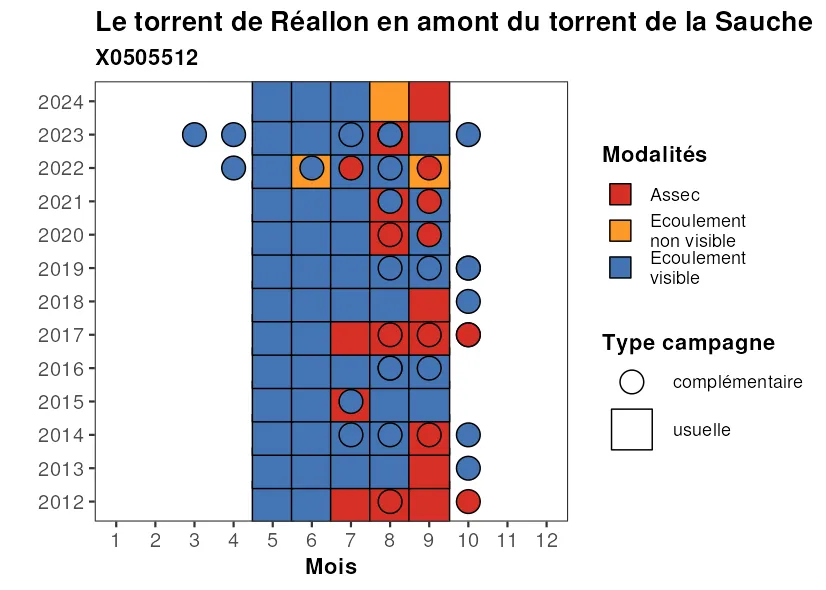 Le torrent de Réallon en amont du torrent de la Sauche
X0505512
2024
2023
2022
2021
2020
2019
2018
2017
2016
2015
2014
2013
2012
1 2 3 4 5 6 7 8 9 10 11 12
Mois
Modalités
Assec
Ecoulement
non visible
Ecoulement
visible
Type campagne
complémentaire
usuelle